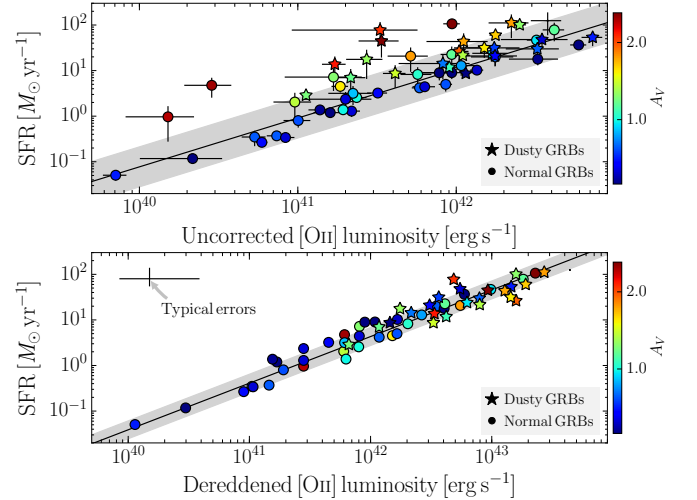 SFR [M⊙ yr⁻¹]
10²
10¹
10⁰
10⁻¹
10⁴⁰ 10⁴¹ 10⁴²
Uncorrected [OII] luminosity [erg s⁻¹]
Dusty GRBs
Normal GRBs
2.0
1.0
A_V
SFR [M⊙ yr⁻¹]
10²
10¹
10⁰
10⁻¹
10⁴⁰ 10⁴¹ 10⁴² 10⁴³
Dereddened [OII] luminosity [erg s⁻¹]
Typical errors
Dusty GRBs
Normal GRBs
2.0
1.0
A_V